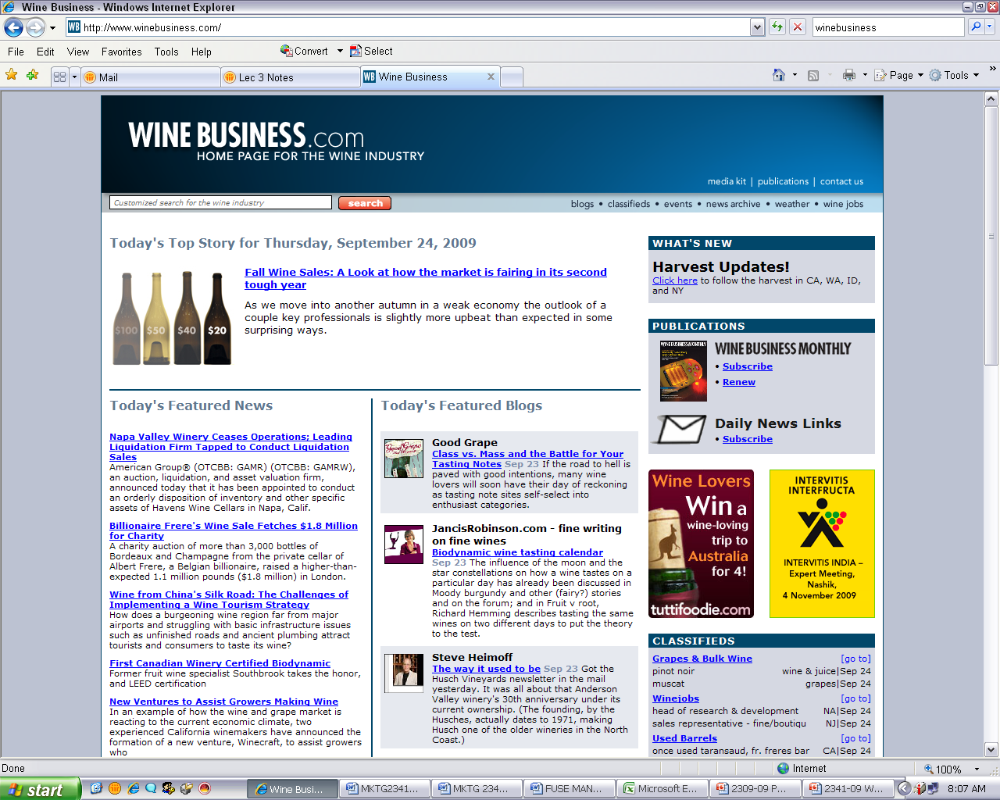 Wine Business - Windows Internet Explorer
http://www.winebusiness.com/
winebusiness
File Edit View Favorites Tools Help
Convert Select
Mail
Lec 3 Notes
Wine Business
Page Tools
WINE BUSINESS.com
HOME PAGE FOR THE WINE INDUSTRY
media kit | publications | contact us
Customized search for the wine industry
search
blogs • classifieds • events • news archive • weather • wine jobs
Today's Top Story for Thursday, September 24, 2009
$100 $50 $40 $20
Fall Wine Sales: A Look at how the market is fairing in its second
tough year
As we move into another autumn in a weak economy the outlook of a
couple key professionals is slightly more upbeat than expected in some
surprising ways.
Today's Featured News
Napa Valley Winery Ceases Operations; Leading
Liquidation Firm Tapped to Conduct Liquidation
Sales
American Group® (OTCBB: GAMR) (OTCBB: GAMRW),
an auction, liquidation, and asset valuation firm,
announced today that it has been appointed to conduct
an orderly disposition of inventory and other specific
assets of Havens Wine Cellars in Napa, Calif.
Billionaire Frere's Wine Sale Fetches $1.8 Million
for Charity
A charity auction of more than 3,000 bottles of
Bordeaux and Champagne from the private cellar of
Albert Frere, a Belgian billionaire, raised a higher-than-
expected 1.1 million pounds ($1.8 million) in London.
Wine from China's Silk Road: The Challenges of
Implementing a Wine Tourism Strategy
How does a burgeoning wine region far from major
airports and struggling with basic infrastructure issues
such as unfinished roads and ancient plumbing attract
tourists and consumers to taste its wine?
First Canadian Winery Certified Biodynamic
Former fruit wine specialist Southbrook takes the honor,
and LEED certification
New Ventures to Assist Growers Making Wine
In an example of how the wine and grape market is
reacting to the current economic climate, two
experienced California winemakers have announced the
formation of a new venture, Winecraft, to assist growers
who
Today's Featured Blogs
Good Grape
Class vs. Mass and the Battle for Your
Tasting Notes Sep 23 If the road to hell is
paved with good intentions, many wine
lovers will soon have their day of reckoning
as tasting note sites self-select into
enthusiast categories.
JancisRobinson.com - fine writing
on fine wines
Biodynamic wine tasting calendar
Sep 23 The influence of the moon and the
star constellations on how a wine tastes on a
particular day has already been discussed in
Moody burgundy and other (fairy?) stories
and on the forum; and in Fruit v root,
Richard Hemming describes tasting the same
wines on two different days to put the theory
to the test.
Steve Heimoff
The way it used to be Sep 23 Got the
Husch Vineyards newsletter in the mail
yesterday. It was all about that Anderson
Valley winery's 30th anniversary under its
current ownership. (The founding, by the
Husches, actually dates to 1971, making
Husch one of the older wineries in the North
Coast.)
WHAT'S NEW
Harvest Updates!
Click here to follow the harvest in CA, WA, ID,
and NY
PUBLICATIONS
WINE BUSINESS MONTHLY
WINE BUSINESS MONTHLY
• Subscribe
• Renew
Daily News Links
• Subscribe
Wine Lovers
Win a
wine-loving
trip to
Australia
for 4!
tuttifoodie.com
INTERVITIS
INTERFRUCTA
INTERVITIS INDIA –
Expert Meeting,
Nashik,
4 November 2009
CLASSIFIEDS
Grapes & Bulk Wine [go to]
pinot noir wine & juice|Sep 24
muscat grapes|Sep 24
Winejobs [go to]
head of research & development NA|Sep 24
sales representative - fine/boutiqu NJ|Sep 24
Used Barrels [go to]
once used taransaud, fr. freres bar CA|Sep 24
Done
Internet
100%
start
Wine Busi...
MKTG2341...
MKTG 234...
FUSE MAN...
Microsoft E...
2309-09 P...
2341-09 W...
8:07 AM